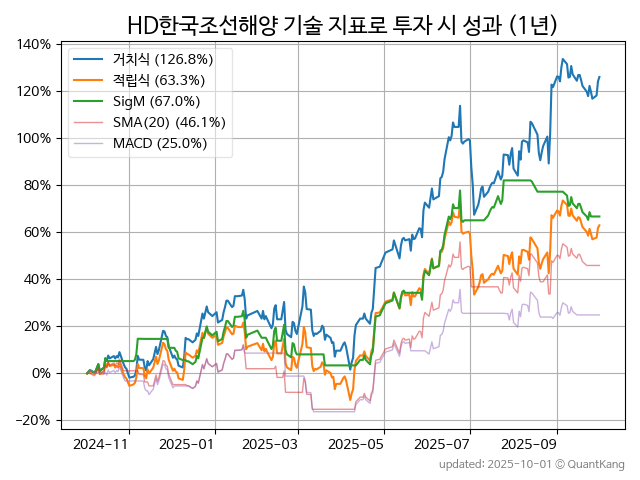 HD한국조선해양 기술 지표로 투자 시 성과 (1년)
140%
120%
100%
80%
60%
40%
20%
0%
−20%
거치식 (126.8%)
적립식 (63.3%)
SigM (67.0%)
SMA(20) (46.1%)
MACD (25.0%)
2024-11
2025-01
2025-03
2025-05
2025-07
2025-09
updated: 2025-10-01 © QuantKang